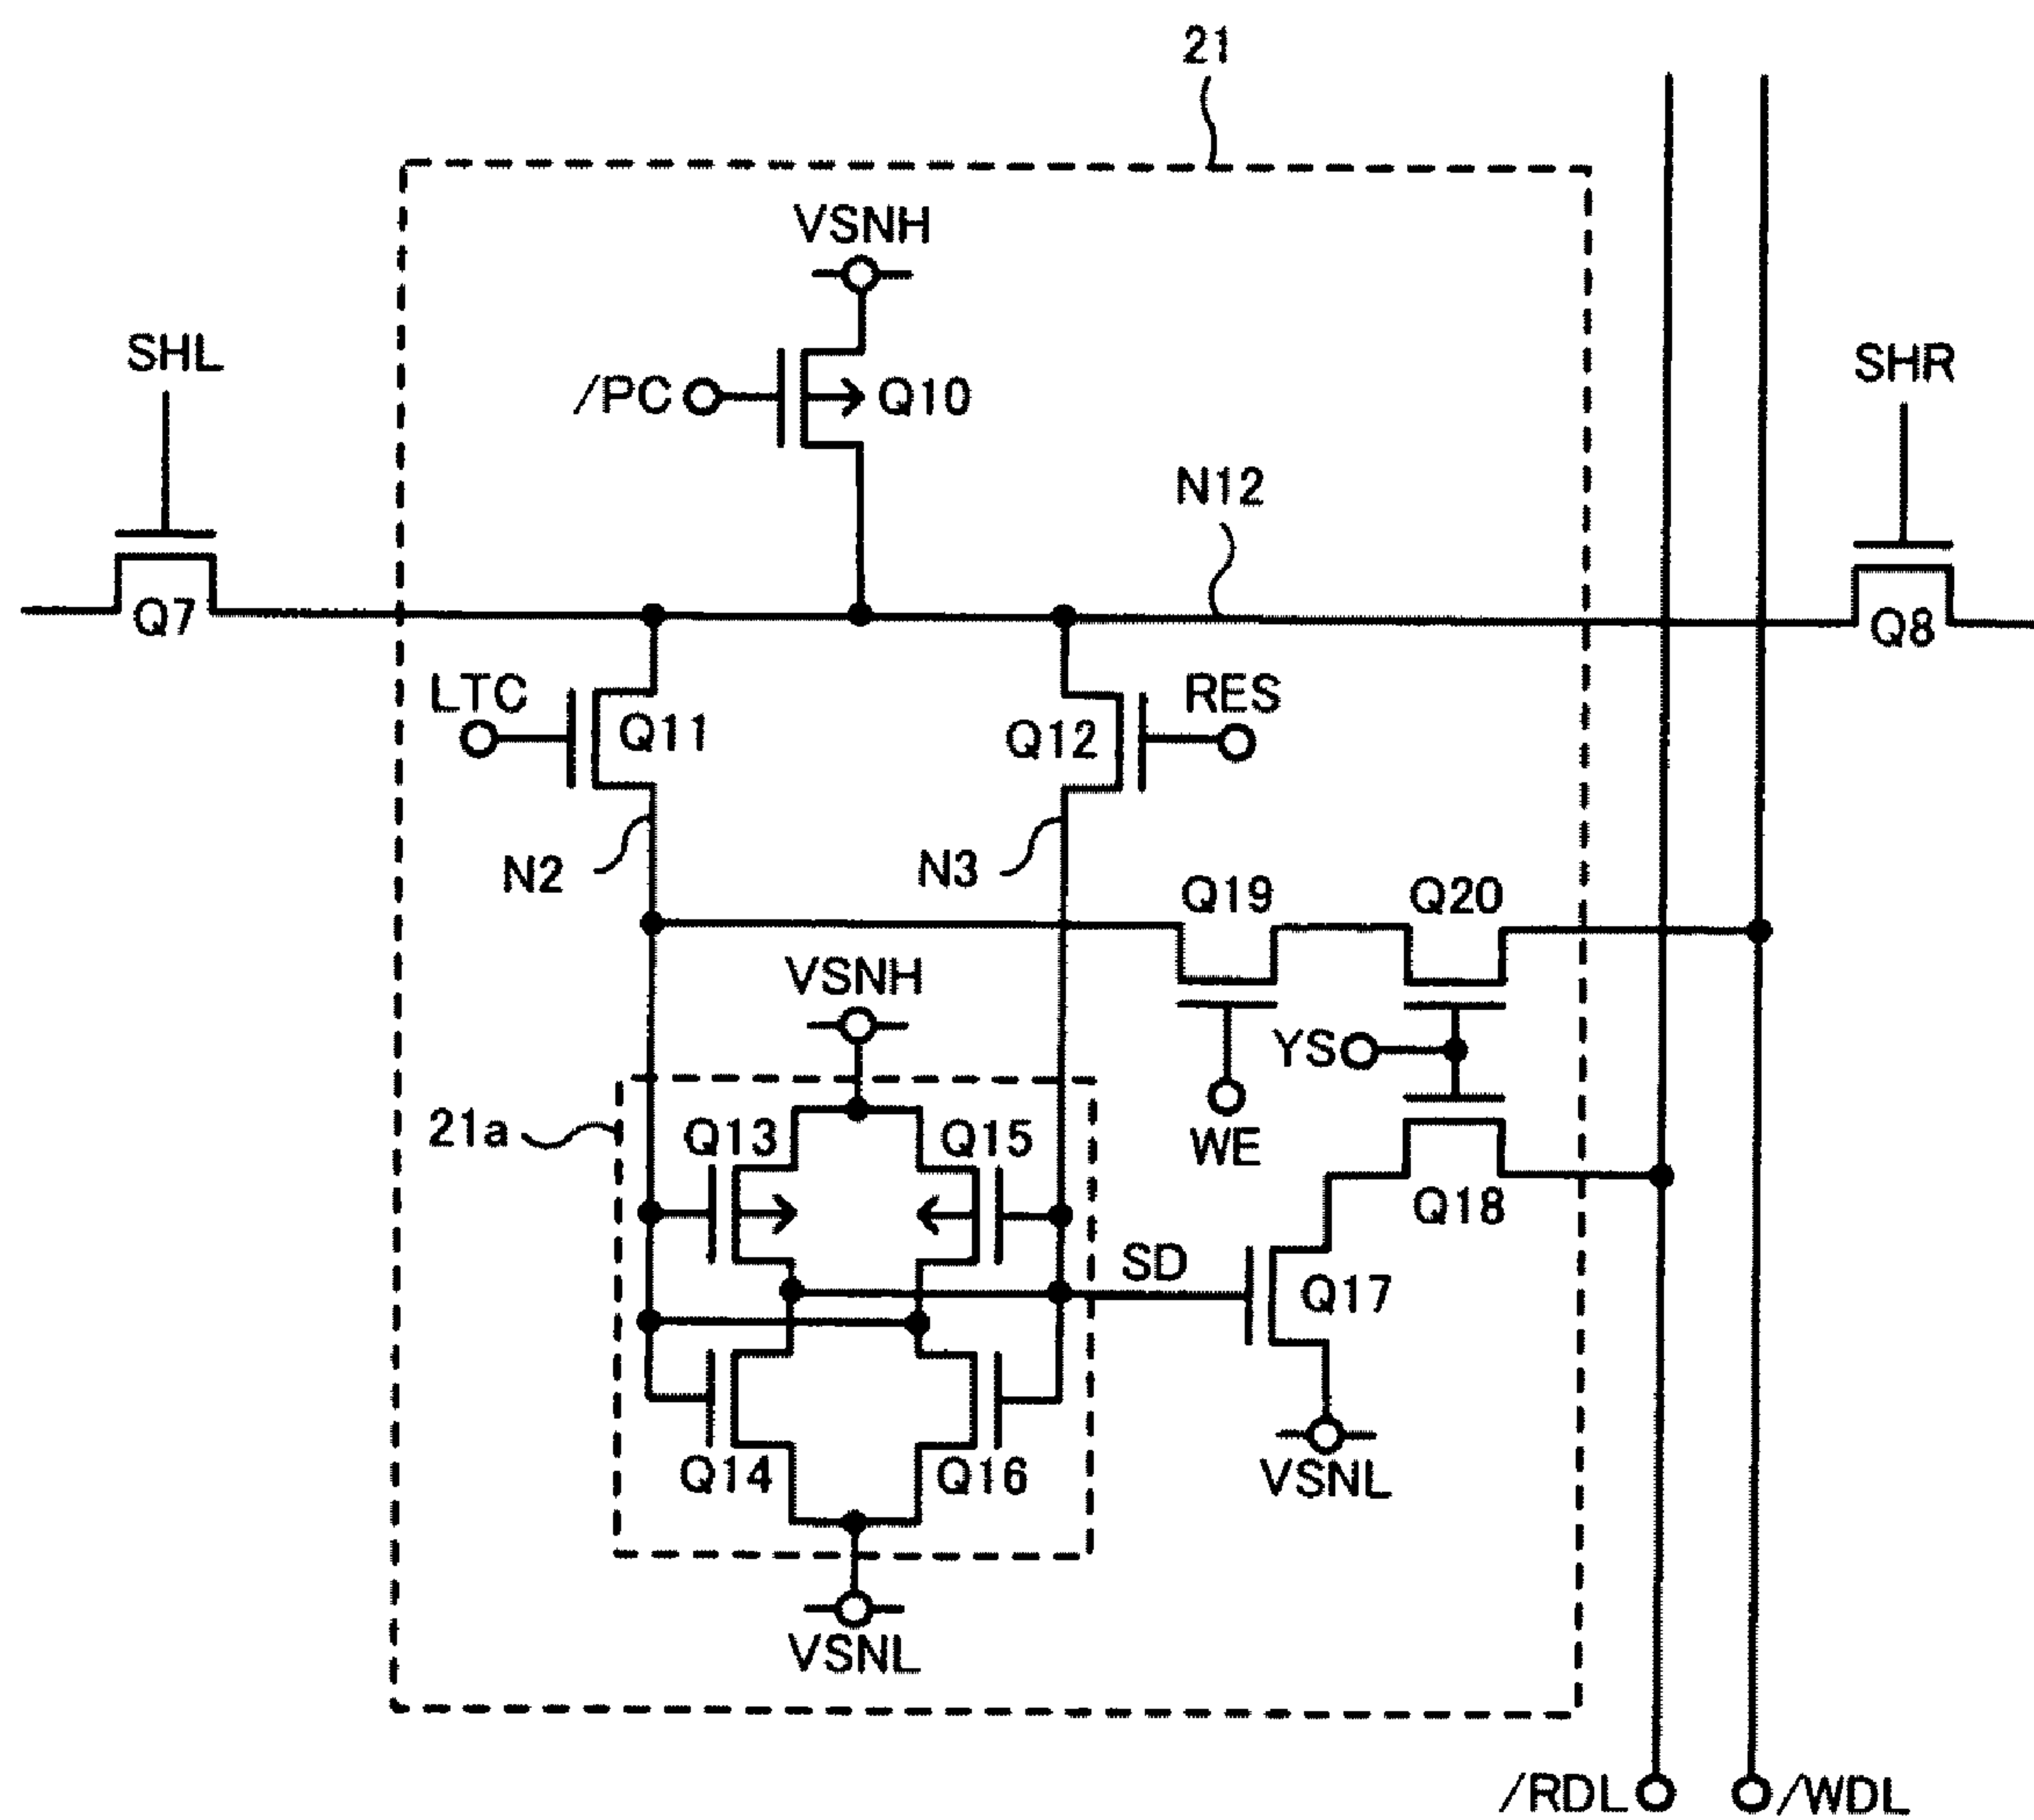 21
VSNH
SHL
/PC
Q10
SHR
N12
Q7
Q8
LTC
Q11
Q12
RES
N2
N3
Q19
Q20
VSNH
YS
21a
Q13
Q15
WE
Q18
SD
Q17
Q14
Q16
VSNL
VSNL
/RDL
/WDL